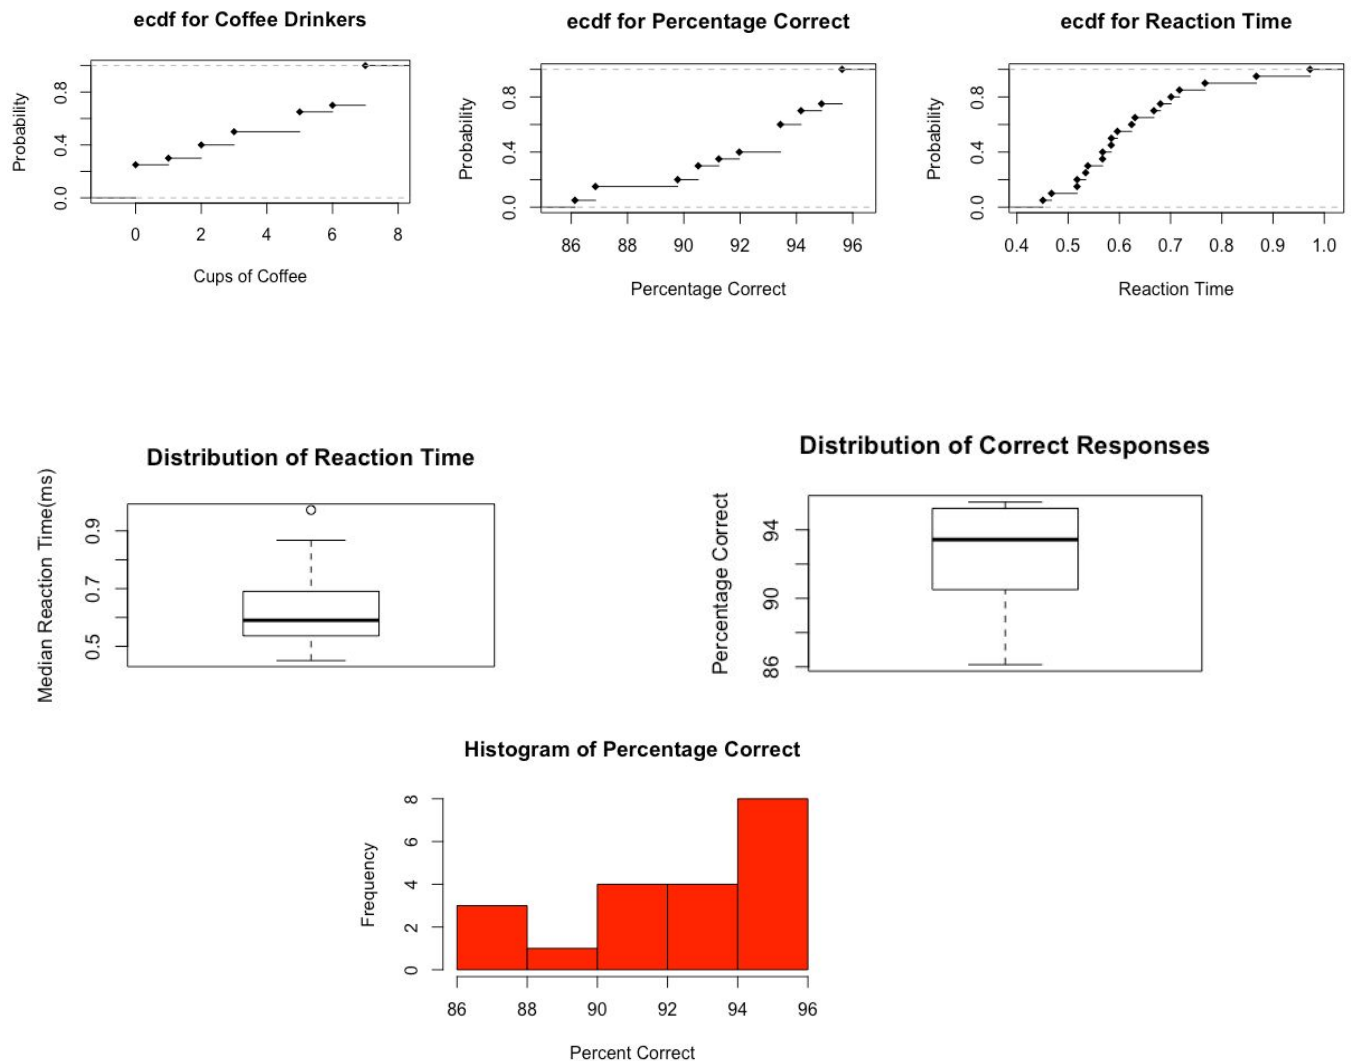 ecdf for Coffee Drinkers
Probability
0.0 0.4 0.8
0 2 4 6 8
Cups of Coffee
ecdf for Percentage Correct
Probability
0.0 0.4 0.8
86 88 90 92 94 96
Percentage Correct
ecdf for Reaction Time
Probability
0.0 0.4 0.8
0.4 0.5 0.6 0.7 0.8 0.9 1.0
Reaction Time
Distribution of Reaction Time
Median Reaction Time(ms)
0.5 0.7 0.9
Distribution of Correct Responses
Percentage Correct
86 90 94
Histogram of Percentage Correct
Frequency
0 2 4 6 8
86 88 90 92 94 96
Percent Correct